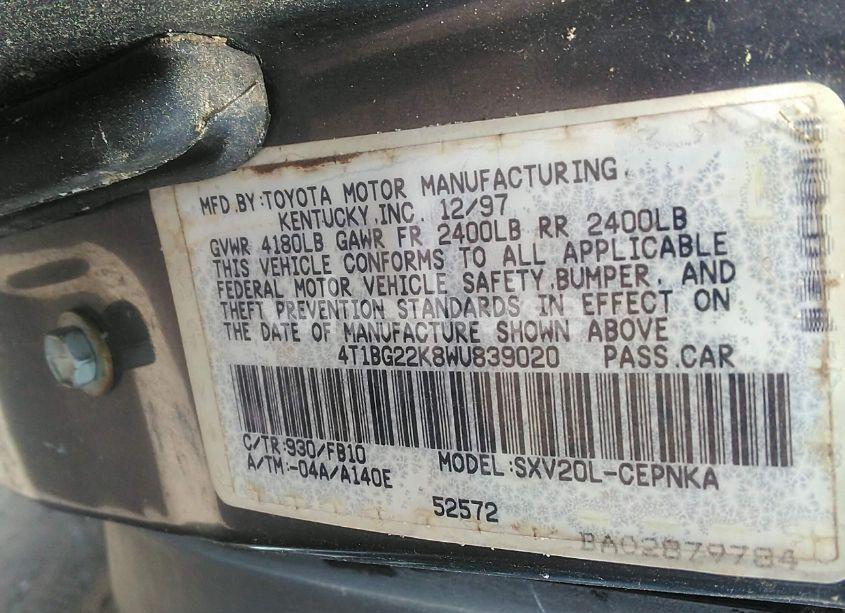 MFD.BY:TOYOTA MOTOR MANUFACTURING
KENTUCKY,INC. 12/97
GVWR 4180LB GAWR FR 2400LB RR 2400LB
THIS VEHICLE CONFORMS TO ALL APPLICABLE
FEDERAL MOTOR VEHICLE SAFETY,BUMPER, AND
THEFT PREVENTION STANDARDS IN EFFECT ON
THE DATE OF MANUFACTURE SHOWN ABOVE
4T1BG22K8WU839020 PASS.CAR
C/TR:930/FB10
A/TM:-04A/A140E
MODEL:SXV20L-CEPNKA
52572
BA02879784